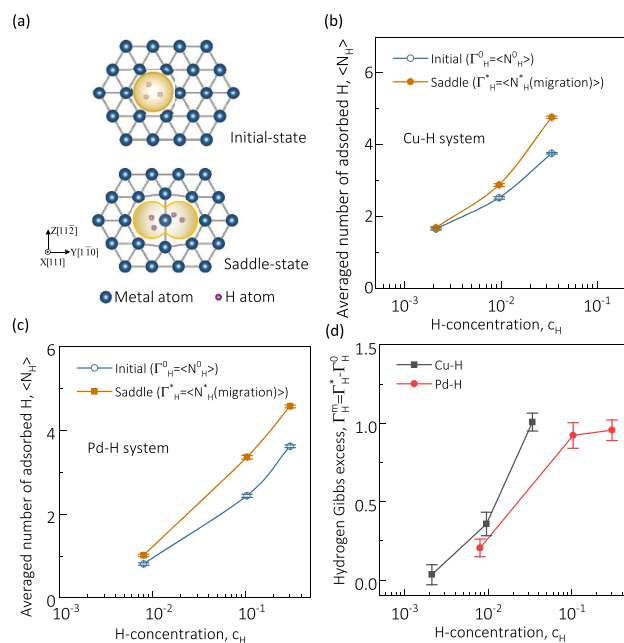 (a)
Initial-state
Saddle-state
Z[112̄]
Y[11̄0]
X[111]
Metal atom
H atom
(b)
Averaged number of adsorbed H, <N_H>
6
4
2
0
Initial (Γ⁰_H=<N⁰_H>)
Saddle (Γ*_H=<N*_H(migration)>)
Cu-H system
10⁻³
10⁻²
10⁻¹
H-concentration, c_H
(c)
Averaged number of adsorbed H, <N_H>
6
4
2
0
Initial (Γ⁰_H=<N⁰_H>)
Saddle (Γ*_H=<N*_H(migration)>)
Pd-H system
10⁻³
10⁻²
10⁻¹
H-concentration, c_H
(d)
Hydrogen Gibbs excess, Γᵐ_H=Γ*_H-Γ⁰_H
1.5
1.0
0.5
0.0
Cu-H
Pd-H
10⁻³
10⁻²
10⁻¹
H-concentration, c_H